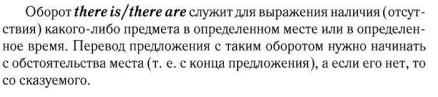 Оборот there is/there are служит для выражения наличия (отсут-
ствия) какого-либо предмета в определенном месте или в определен-
ное время. Перевод предложения с таким оборотом нужно начинать
с обстоятельства места (т. е. с конца предложения), а если его нет, то
со сказуемого.